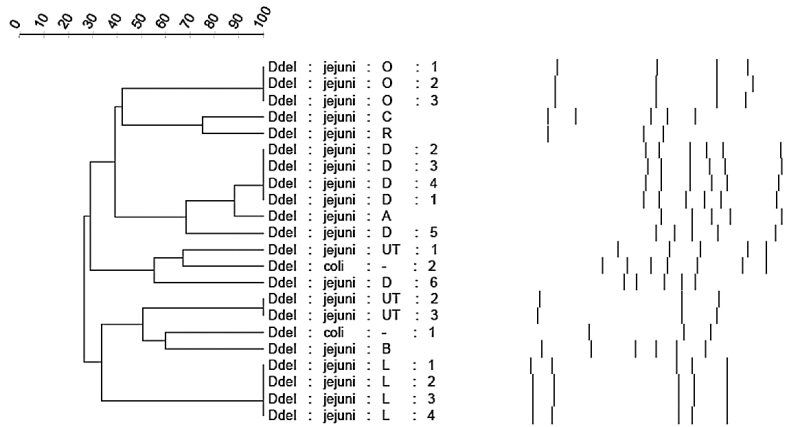 0 10 20 30 40 50 60 70 80 90 100
DdeI : jejuni : O : 1
DdeI : jejuni : O : 2
DdeI : jejuni : O : 3
DdeI : jejuni : C
DdeI : jejuni : R
DdeI : jejuni : D : 2
DdeI : jejuni : D : 3
DdeI : jejuni : D : 4
DdeI : jejuni : D : 1
DdeI : jejuni : A
DdeI : jejuni : D : 5
DdeI : jejuni : UT : 1
DdeI : coli : - : 2
DdeI : jejuni : D : 6
DdeI : jejuni : UT : 2
DdeI : jejuni : UT : 3
DdeI : coli : - : 1
DdeI : jejuni : B
DdeI : jejuni : L : 1
DdeI : jejuni : L : 2
DdeI : jejuni : L : 3
DdeI : jejuni : L : 4